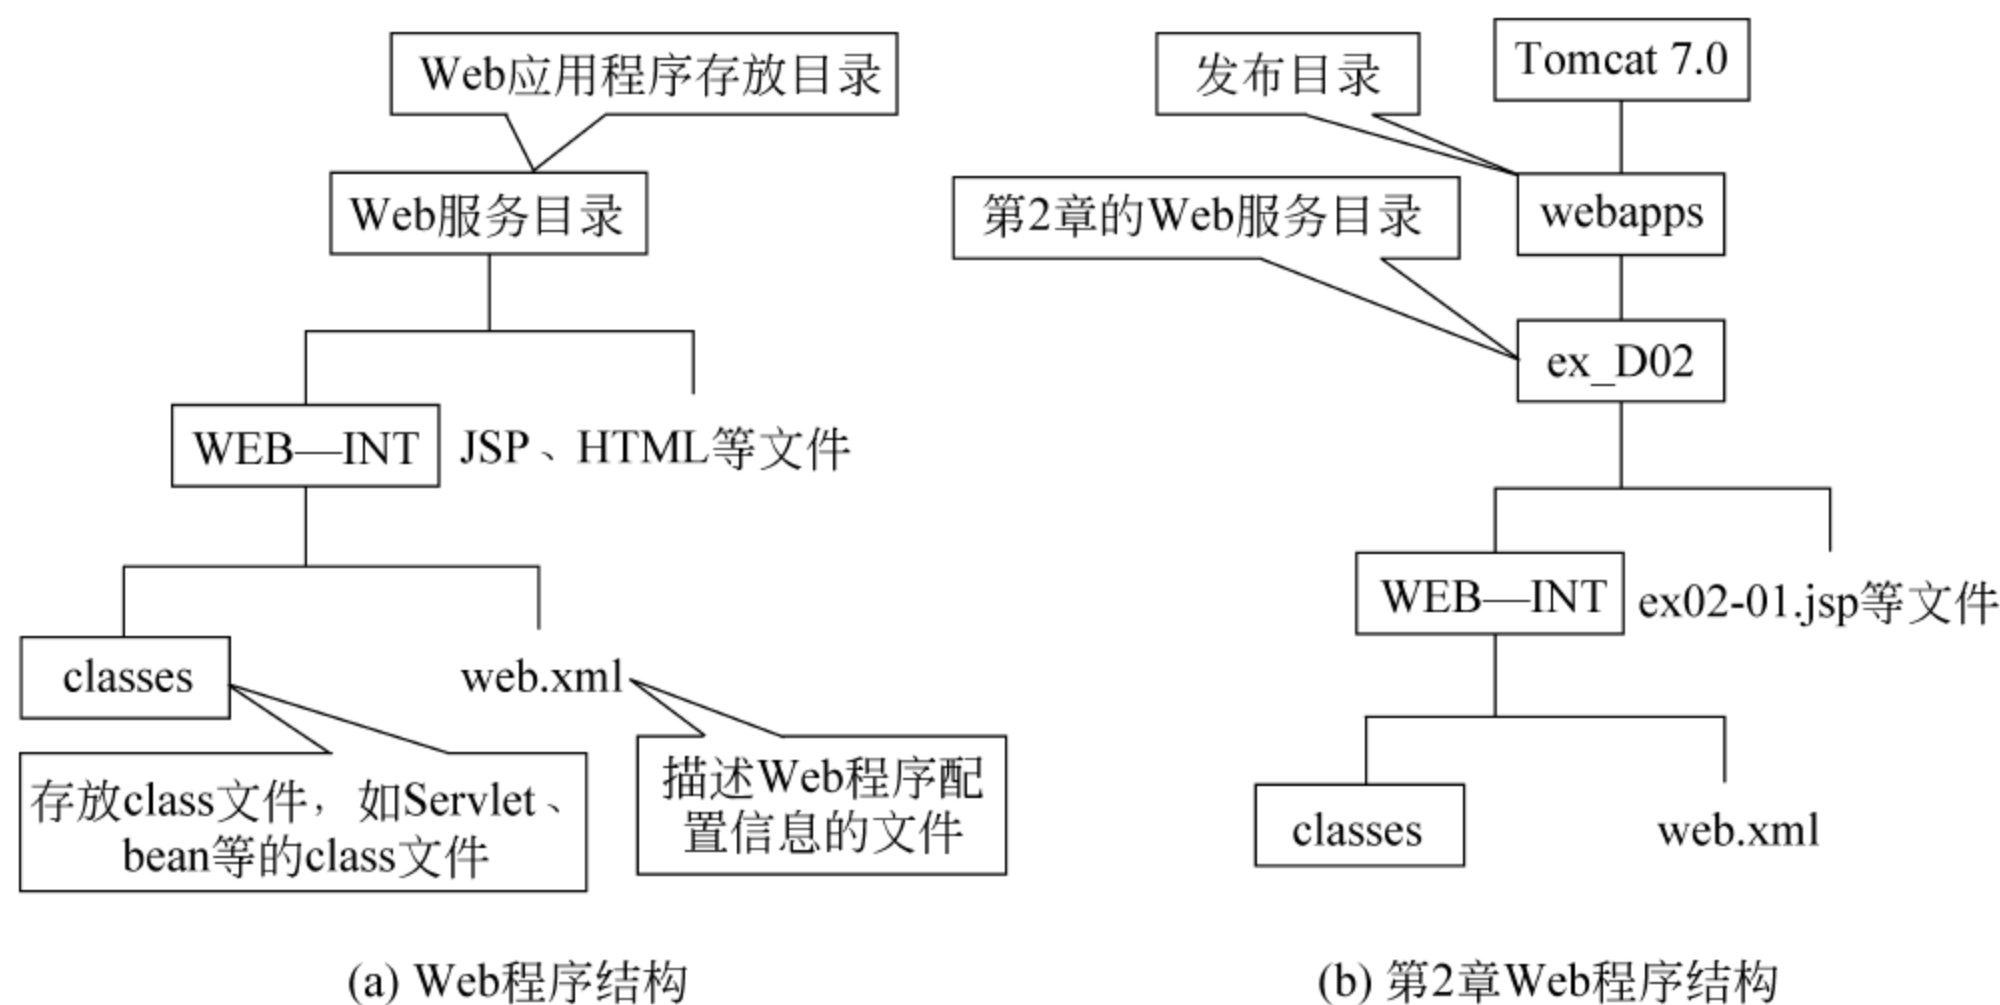 Web应用程序存放目录
Web服务目录
WEB—INT
JSP、HTML等文件
classes
web.xml
存放class文件，如Servlet、
bean等的class文件
描述Web程序配
置信息的文件
(a) Web程序结构
Tomcat 7.0
发布目录
webapps
第2章的Web服务目录
ex_D02
WEB—INT
ex02-01.jsp等文件
classes
web.xml
(b) 第2章Web程序结构